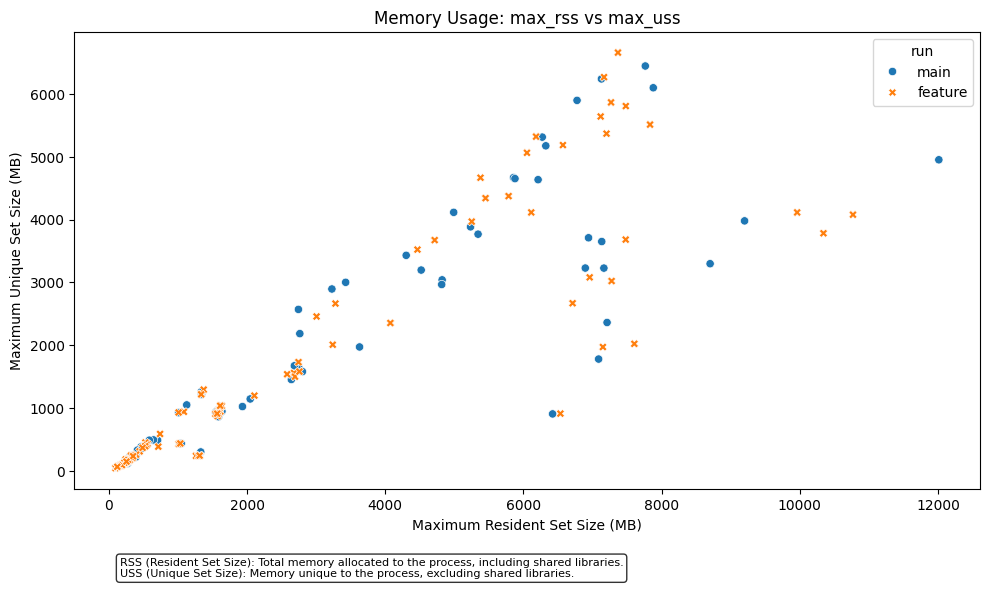 Memory Usage: max_rss vs max_uss
run
main
feature
6000
5000
4000
3000
2000
1000
0
Maximum Unique Set Size (MB)
0 2000 4000 6000 8000 10000 12000
Maximum Resident Set Size (MB)
RSS (Resident Set Size): Total memory allocated to the process, including shared libraries.
USS (Unique Set Size): Memory unique to the process, excluding shared libraries.